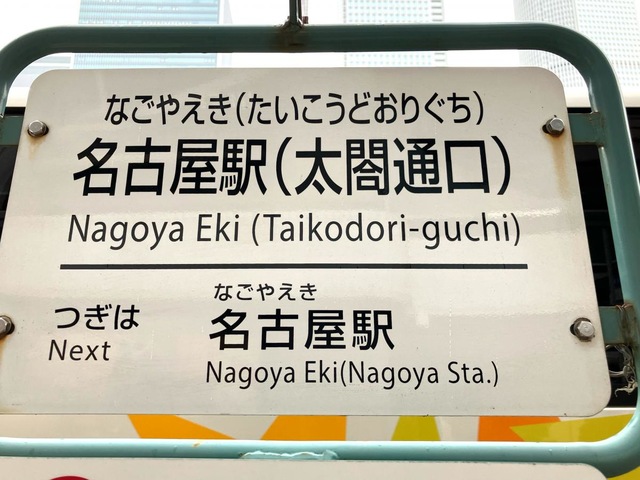 なごやえき(たいこうどおりぐち)
名古屋駅(太閤通口)
Nagoya Eki (Taikodori-guchi)
つぎは
Next
なごやえき
名古屋駅
Nagoya Eki(Nagoya Sta.)